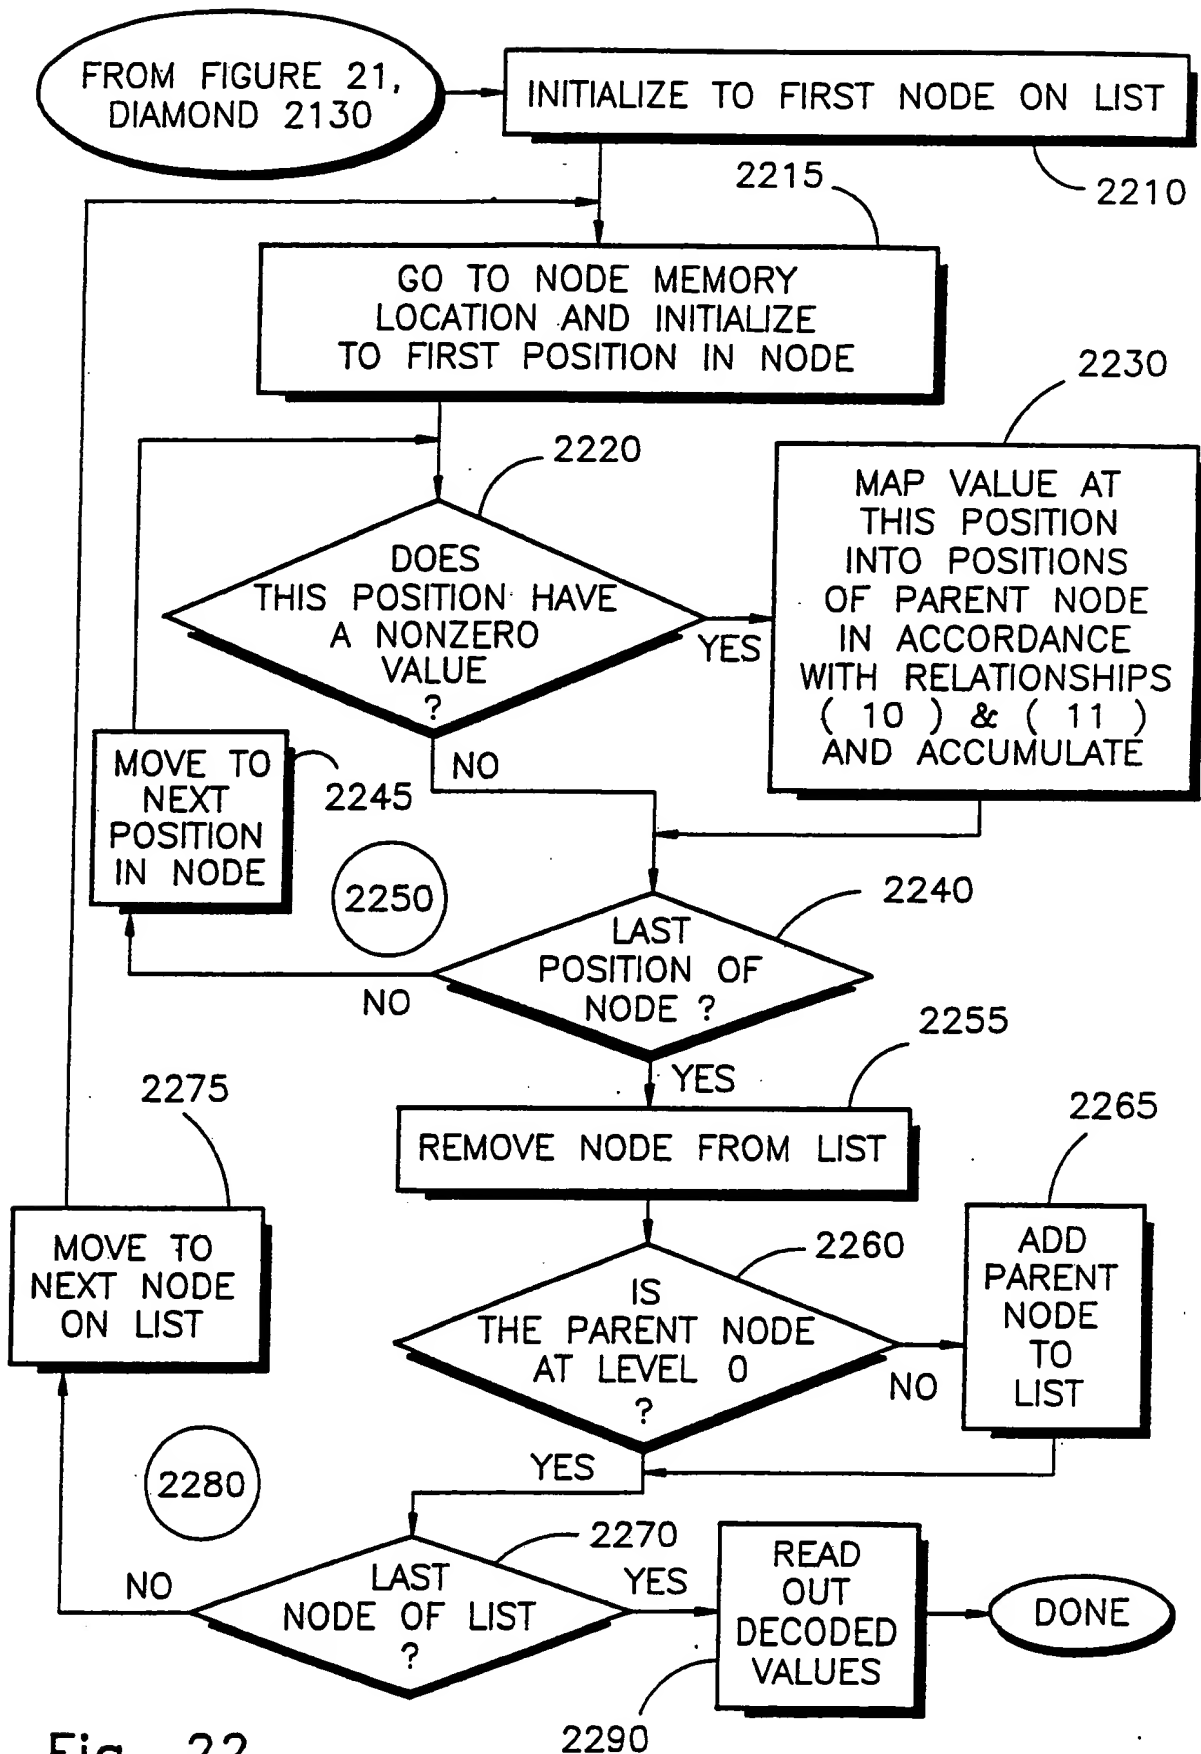 FROM FIGURE 21,
DIAMOND 2130
INITIALIZE TO FIRST NODE ON LIST
2210
2215
GO TO NODE MEMORY
LOCATION AND INITIALIZE
TO FIRST POSITION IN NODE
2220
DOES
THIS POSITION HAVE
A NONZERO
VALUE
?
YES
NO
2230
MAP VALUE AT
THIS POSITION
INTO POSITIONS
OF PARENT NODE
IN ACCORDANCE
WITH RELATIONSHIPS
( 10 ) & ( 11 )
AND ACCUMULATE
MOVE TO
NEXT
POSITION
IN NODE
2245
2250
2240
LAST
POSITION OF
NODE ?
NO
YES
2255
REMOVE NODE FROM LIST
2260
IS
THE PARENT NODE
AT LEVEL 0
?
NO
YES
2265
ADD
PARENT
NODE
TO
LIST
2275
MOVE TO
NEXT NODE
ON LIST
2280
2270
LAST
NODE OF LIST
?
NO
YES
READ
OUT
DECODED
VALUES
2290
DONE
Fig. 22